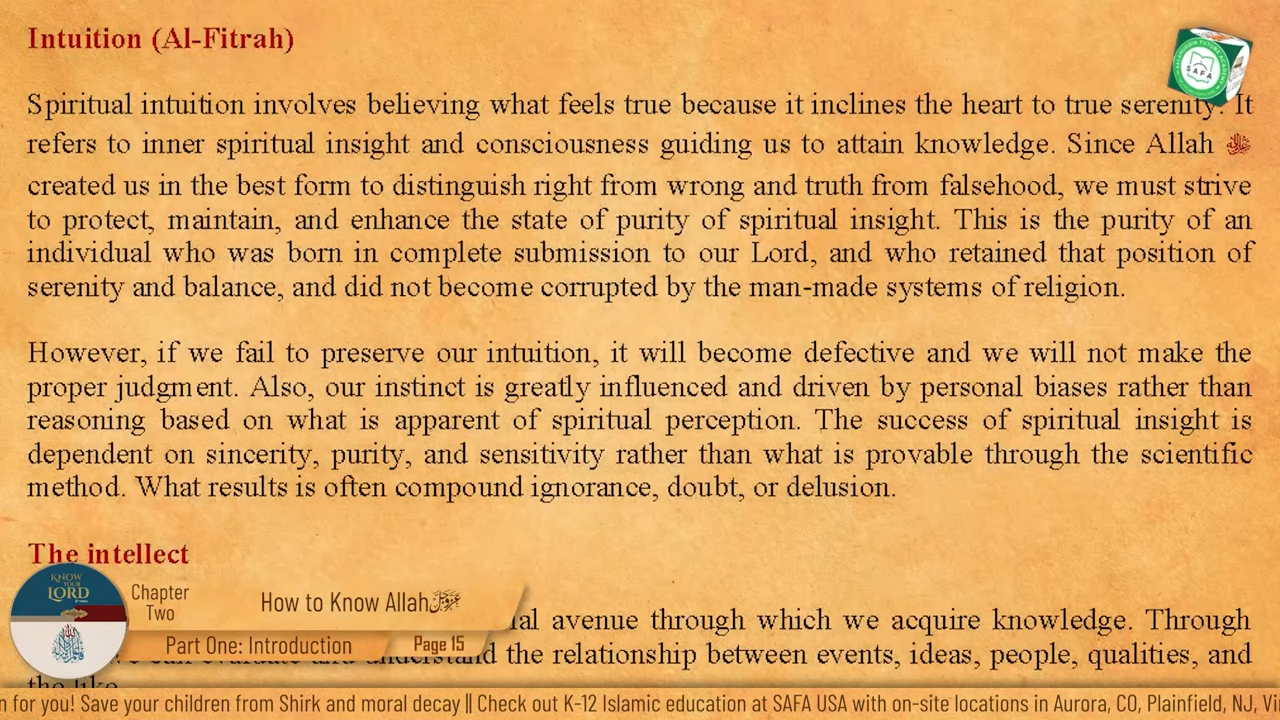 Intuition (Al-Fitrah)
Spiritual intuition involves believing what feels true because it inclines the heart to true serenity. It
refers to inner spiritual insight and consciousness guiding us to attain knowledge. Since Allah ﷻ
created us in the best form to distinguish right from wrong and truth from falsehood, we must strive
to protect, maintain, and enhance the state of purity of spiritual insight. This is the purity of an
individual who was born in complete submission to our Lord, and who retained that position of
serenity and balance, and did not become corrupted by the man-made systems of religion.
However, if we fail to preserve our intuition, it will become defective and we will not make the
proper judgment. Also, our instinct is greatly influenced and driven by personal biases rather than
reasoning based on what is apparent of spiritual perception. The success of spiritual insight is
dependent on sincerity, purity, and sensitivity rather than what is provable through the scientific
method. What results is often compound ignorance, doubt, or delusion.
The intellect
avenue through which we acquire knowledge. Through
the relationship between events, ideas, people, qualities, and
SAFA
KNOW
YOUR
LORD
Chapter
Two
How to Know Allah
Part One: Introduction
Page 15
for you! Save your children from Shirk and moral decay || Check out K-12 Islamic education at SAFA USA with on-site locations in Aurora, CO, Plainfield, NJ,